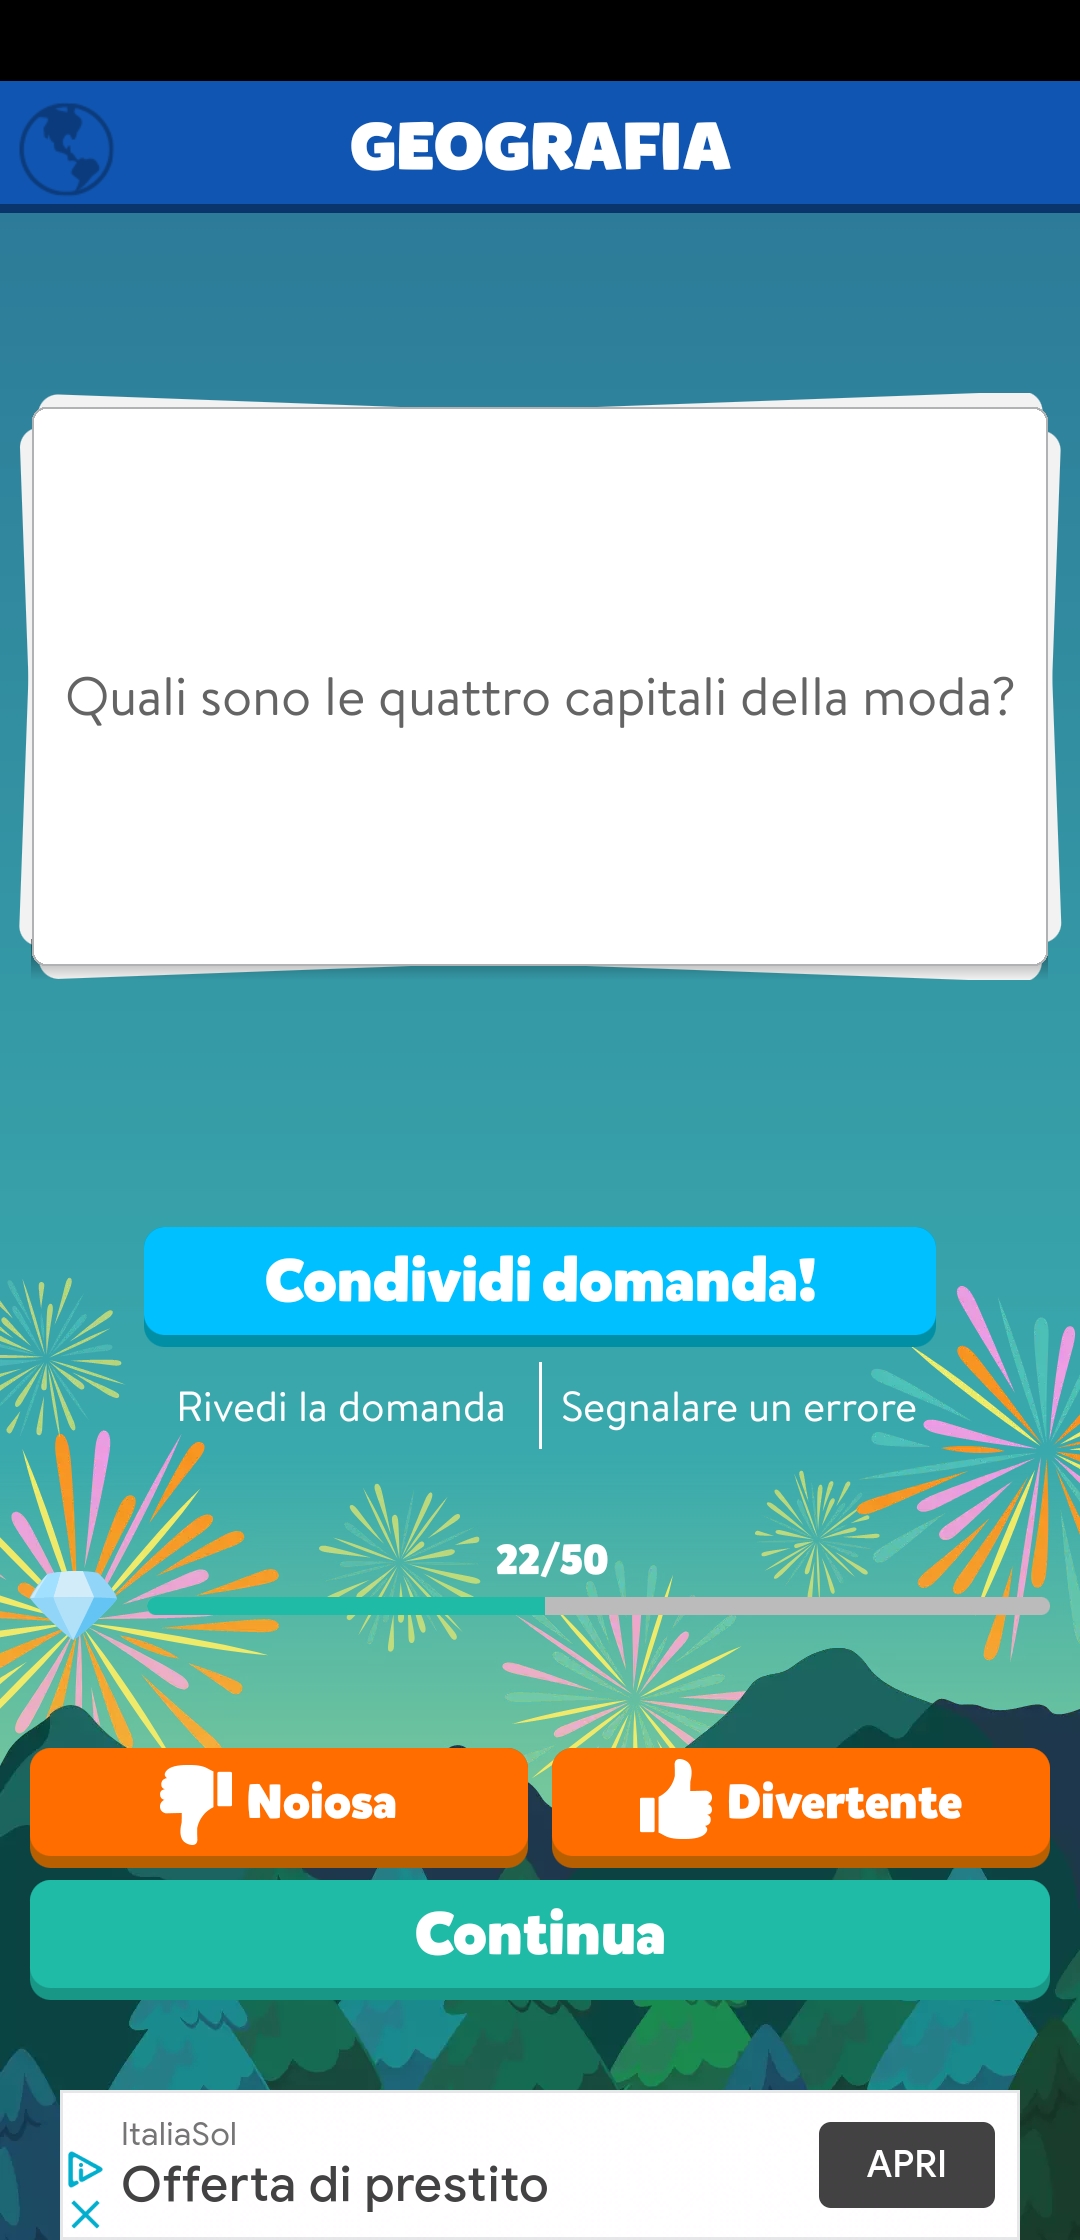 GEOGRAFIA
Quali sono le quattro capitali della moda?
Condividi domanda!
Rivedi la domanda
Segnalare un errore
22/50
Noiosa
Divertente
Continua
ItaliaSol
Offerta di prestito
APRI